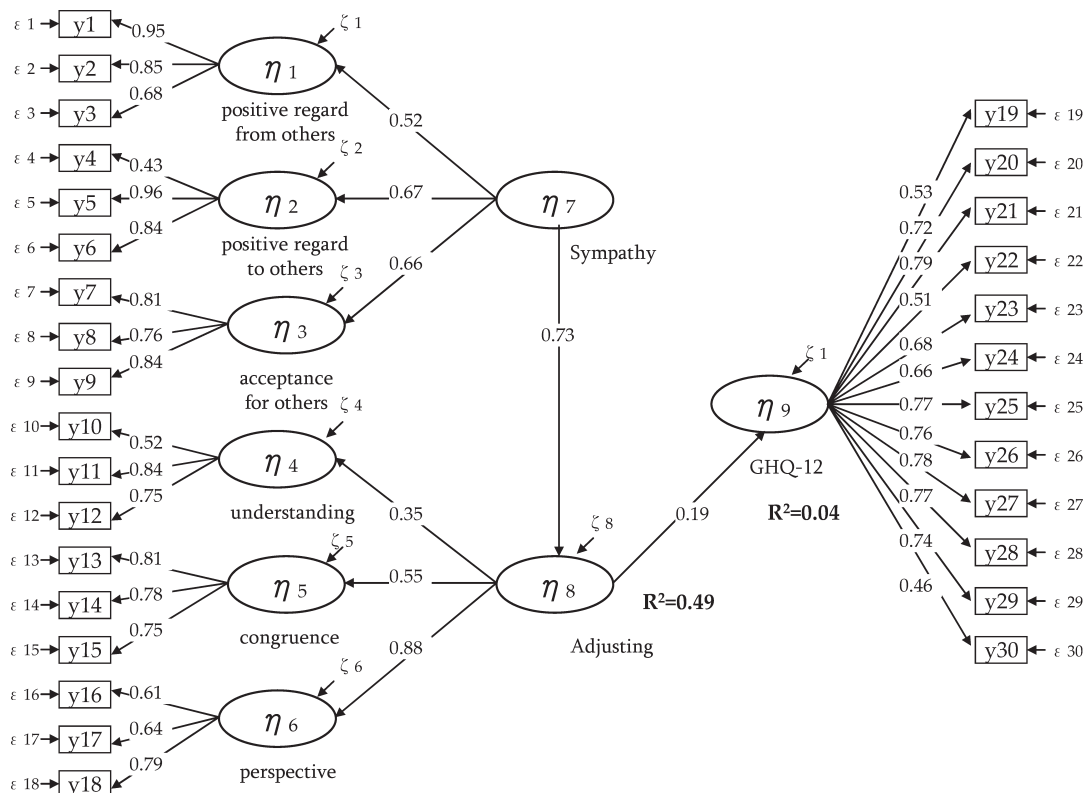 ε 1 y1 0.95
ε 2 y2 0.85
ε 3 y3 0.68
ζ 1
η 1
positive regard
from others
ε 4 y4 0.43
ε 5 y5 0.96
ε 6 y6 0.84
ζ 2
η 2
positive regard
to others
ε 7 y7 0.81
ε 8 y8 0.76
ε 9 y9 0.84
ζ 3
η 3
acceptance
for others
ε 10 y10 0.52
ε 11 y11 0.84
ε 12 y12 0.75
ζ 4
η 4
understanding
ε 13 y13 0.81
ε 14 y14 0.78
ε 15 y15 0.75
ζ 5
η 5
congruence
ε 16 y16 0.61
ε 17 y17 0.64
ε 18 y18 0.79
ζ 6
η 6
perspective
0.52
0.67
0.66
η 7
Sympathy
0.73
0.35
0.55
0.88
ζ 8
η 8
Adjusting
R²=0.49
0.19
ζ 1
η 9
GHQ-12
R²=0.04
0.53 y19 ε 19
0.72 y20 ε 20
0.79 y21 ε 21
0.51 y22 ε 22
0.68 y23 ε 23
0.66 y24 ε 24
0.77 y25 ε 25
0.76 y26 ε 26
0.78 y27 ε 27
0.77 y28 ε 28
0.74 y29 ε 29
0.46 y30 ε 30